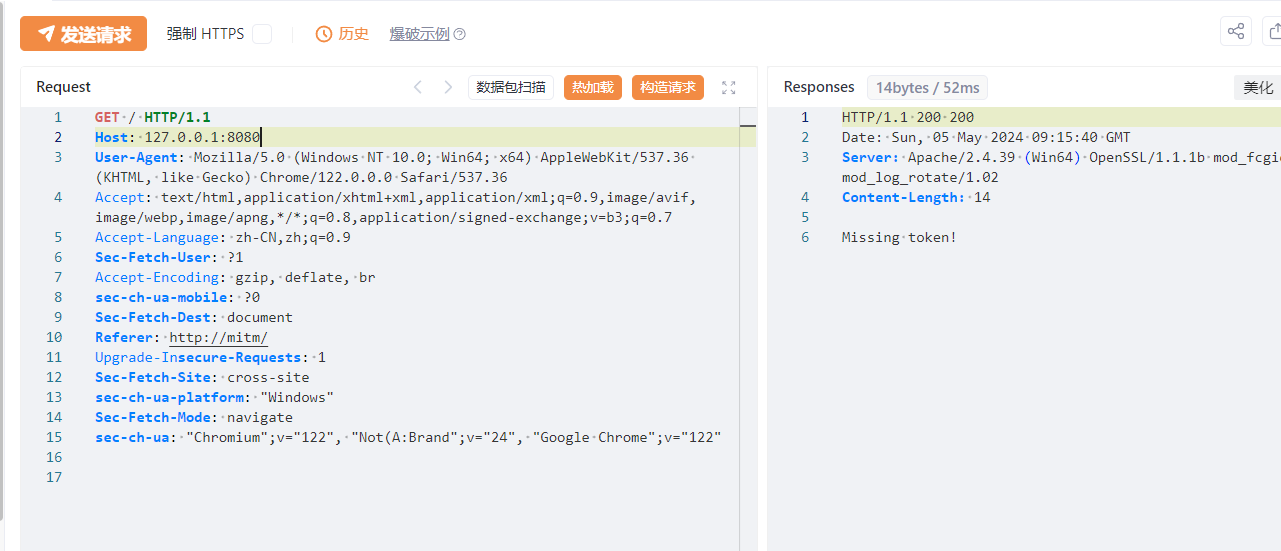 发送请求 强制 HTTPS 历史 爆破示例
Request 数据包扫描 热加载 构造请求
1 GET / HTTP/1.1
2 Host: 127.0.0.1:8080
3 User-Agent: Mozilla/5.0 (Windows NT 10.0; Win64; x64) AppleWebKit/537.36
(KHTML, like Gecko) Chrome/122.0.0.0 Safari/537.36
4 Accept: text/html,application/xhtml+xml,application/xml;q=0.9,image/avif,
image/webp,image/apng,*/*;q=0.8,application/signed-exchange;v=b3;q=0.7
5 Accept-Language: zh-CN,zh;q=0.9
6 Sec-Fetch-User: ?1
7 Accept-Encoding: gzip, deflate, br
8 sec-ch-ua-mobile: ?0
9 Sec-Fetch-Dest: document
10 Referer: http://mitm/
11 Upgrade-Insecure-Requests: 1
12 Sec-Fetch-Site: cross-site
13 sec-ch-ua-platform: "Windows"
14 Sec-Fetch-Mode: navigate
15 sec-ch-ua: "Chromium";v="122", "Not(A:Brand";v="24", "Google Chrome";v="122"
16
17
Responses 14bytes / 52ms 美化
1 HTTP/1.1 200 200
2 Date: Sun, 05 May 2024 09:15:40 GMT
3 Server: Apache/2.4.39 (Win64) OpenSSL/1.1.1b mod_fcgi
mod_log_rotate/1.02
4 Content-Length: 14
5
6 Missing token!